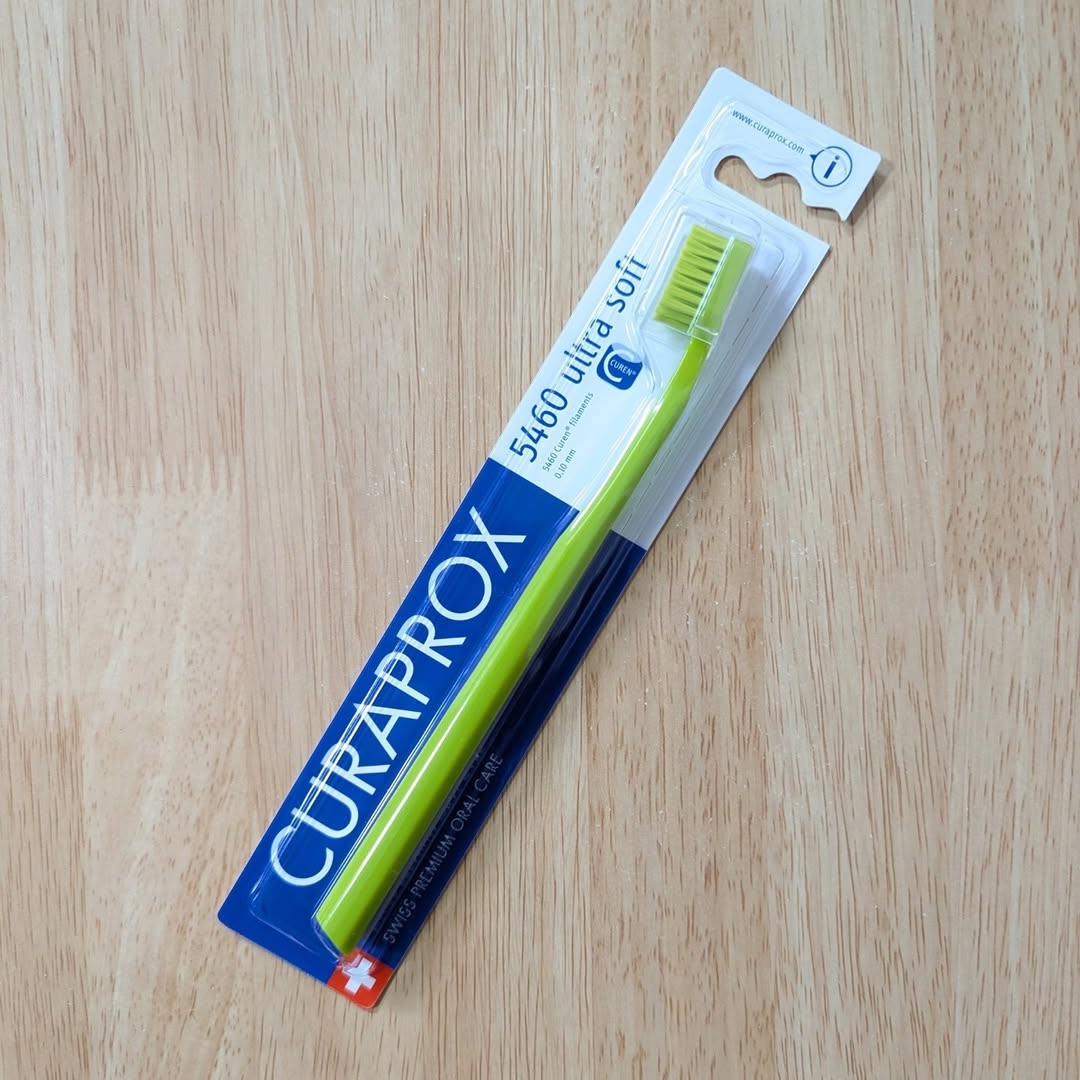 www.curaprox.com
i
5460 ultra soft
CUREN®
5460 Curen® filaments
0.10 mm
CURAPROX
SWISS PREMIUM ORAL CARE